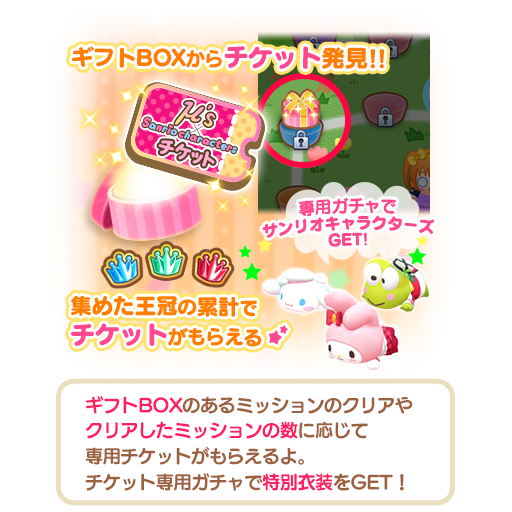 ギフトBOXからチケット発見!!
μ's
×
Sanrio characters
チケット
専用ガチャで
サンリオキャラクターズ
GET!
集めた王冠の累計で
チケットがもらえる
ギフトBOXのあるミッションのクリアや
クリアしたミッションの数に応じて
専用チケットがもらえるよ。
チケット専用ガチャで特別衣装をGET！